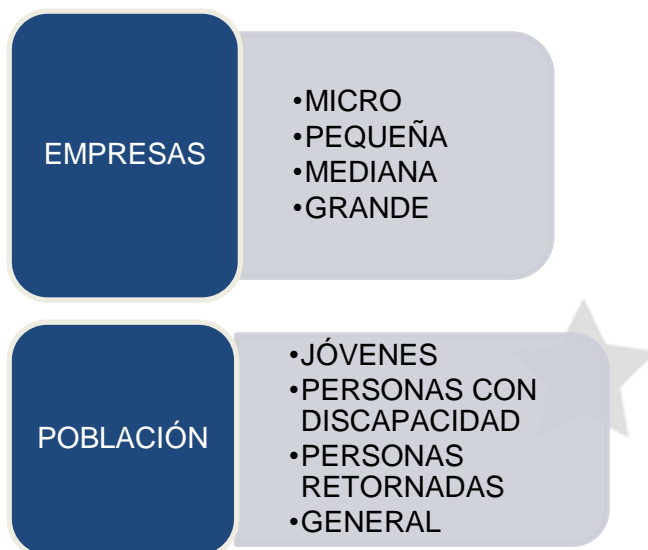 EMPRESAS
•MICRO
•PEQUEÑA
•MEDIANA
•GRANDE
POBLACIÓN
•JÓVENES
•PERSONAS CON
DISCAPACIDAD
•PERSONAS
RETORNADAS
•GENERAL